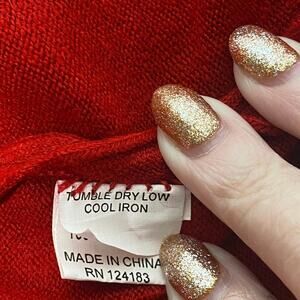 TUMBLE DRY LOW
COOL IRON
MADE IN CHINA
RN 124183